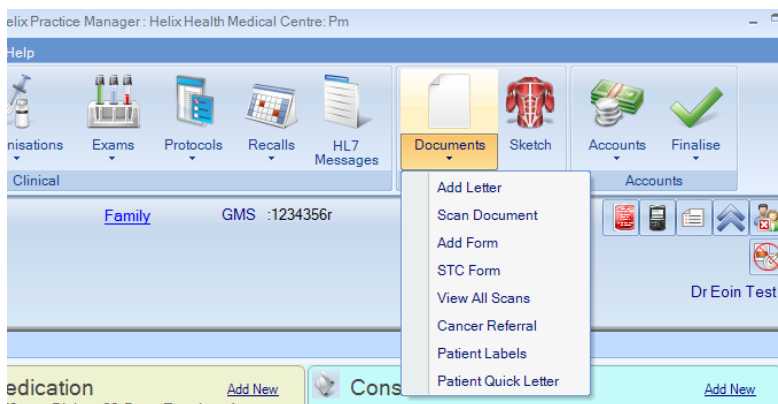 elix Practice Manager : Helix Health Medical Centre: Pm
Help
nisations
Exams
Protocols
Recalls
HL7
Messages
Documents
Sketch
Accounts
Finalise
Clinical
Accounts
Family
GMS :1234356r
Add Letter
Scan Document
Add Form
STC Form
View All Scans
Cancer Referral
Patient Labels
Patient Quick Letter
Dr Eoin Test
edication
Add New
Cons
Add New